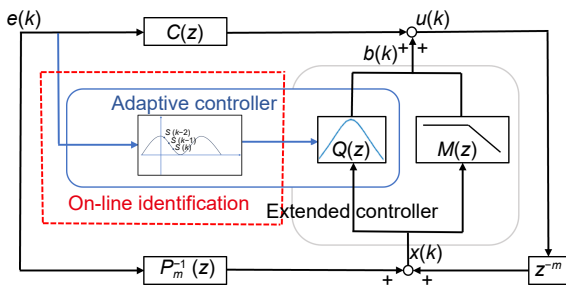 e(k)
C(z)
u(k)
b(k)
+ +
Adaptive controller
S (k−2)
S (k−1)
S (k)
Q(z)
M(z)
On-line identification
Extended controller
x(k)
P_m^{-1} (z)
+ +
z^{-m}